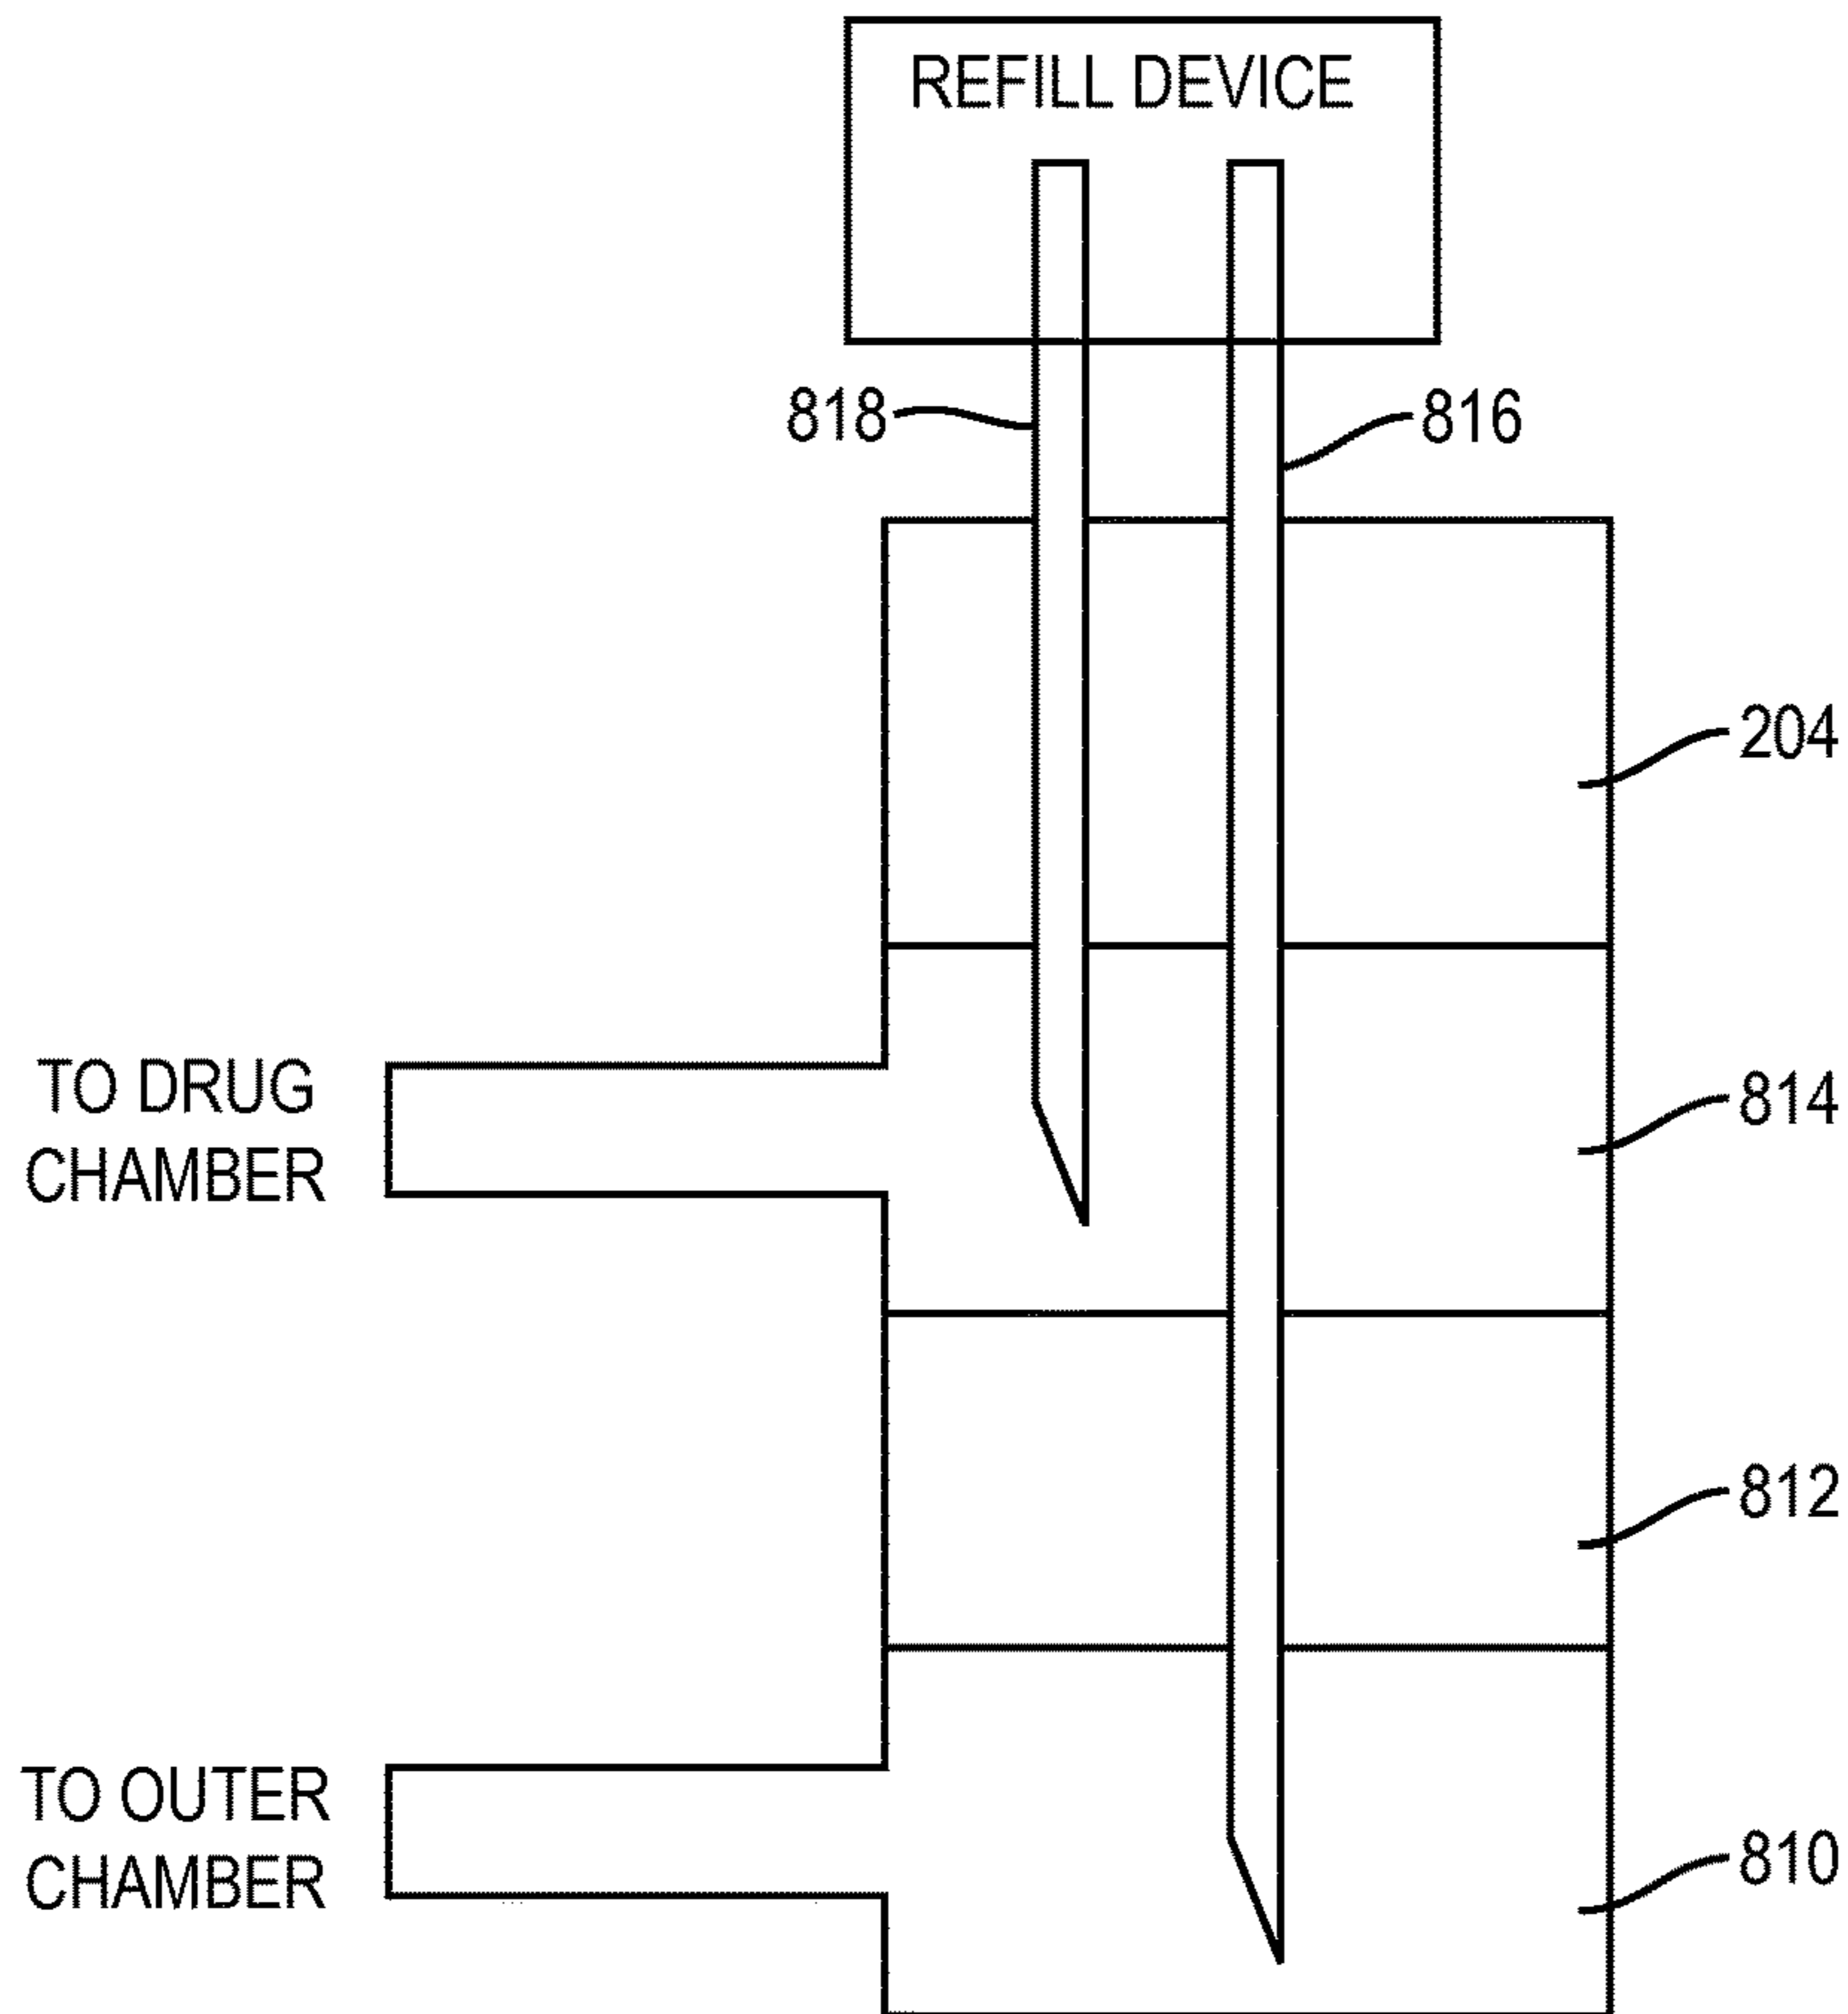 REFILL DEVICE
818
816
204
TO DRUG
CHAMBER
814
812
TO OUTER
CHAMBER
810